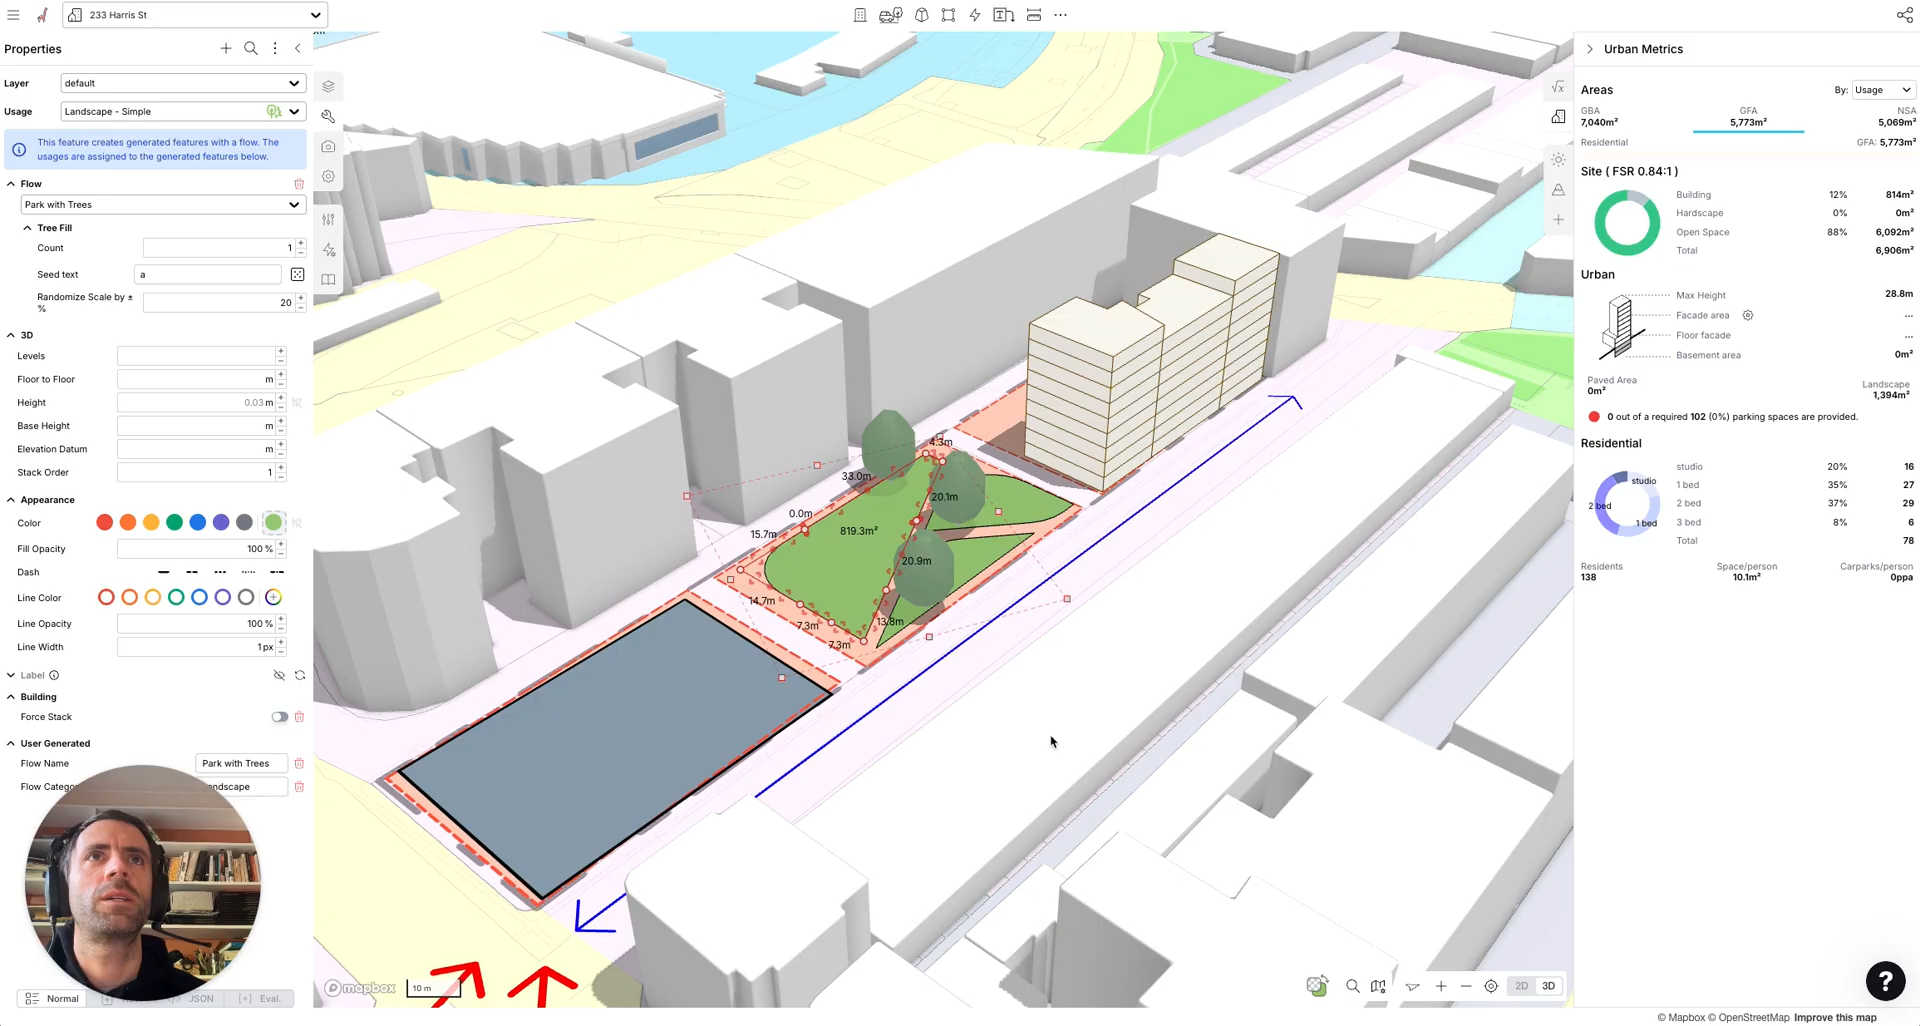 233 Harris St
Properties
Layer
default
Usage
Landscape - Simple
This feature creates generated features with a flow. The
usages are assigned to the generated features below.
Flow
Park with Trees
Tree Fill
Count
1
Seed text
a
Randomize Scale by ±
%
20
3D
Levels
Floor to Floor
m
Height
0.03 m
Base Height
m
Elevation Datum
m
Stack Order
1
Appearance
Color
Fill Opacity
100 %
Dash
Line Color
Line Opacity
100 %
Line Width
1 px
Label
Building
Force Stack
User Generated
Flow Name
Park with Trees
Flow Categ
ndscape
Normal
JSON
{+} Eval.
4.3m
33.0m
20.1m
0.0m
819.3m²
15.7m
20.9m
14.7m
7.3m
13.8m
7.3m
mapbox
10 m
2D
3D
Urban Metrics
Areas
By:
Usage
GBA
GFA
NSA
7,040m²
5,773m²
5,069m²
Residential
GFA: 5,773m²
Site ( FSR 0.84:1 )
Building
12%
814m²
Hardscape
0%
0m²
Open Space
88%
6,092m²
Total
6,906m²
Urban
Max Height
28.8m
Facade area
...
Floor facade
...
Basement area
0m²
Paved Area
0m²
Landscape
1,394m²
0 out of a required 102 (0%) parking spaces are provided.
Residential
studio
2 bed
1 bed
studio
20%
16
1 bed
35%
27
2 bed
37%
29
3 bed
8%
6
Total
78
Residents
Space/person
Carparks/person
138
10.1m²
0ppa
?
© Mapbox © OpenStreetMap Improve this map